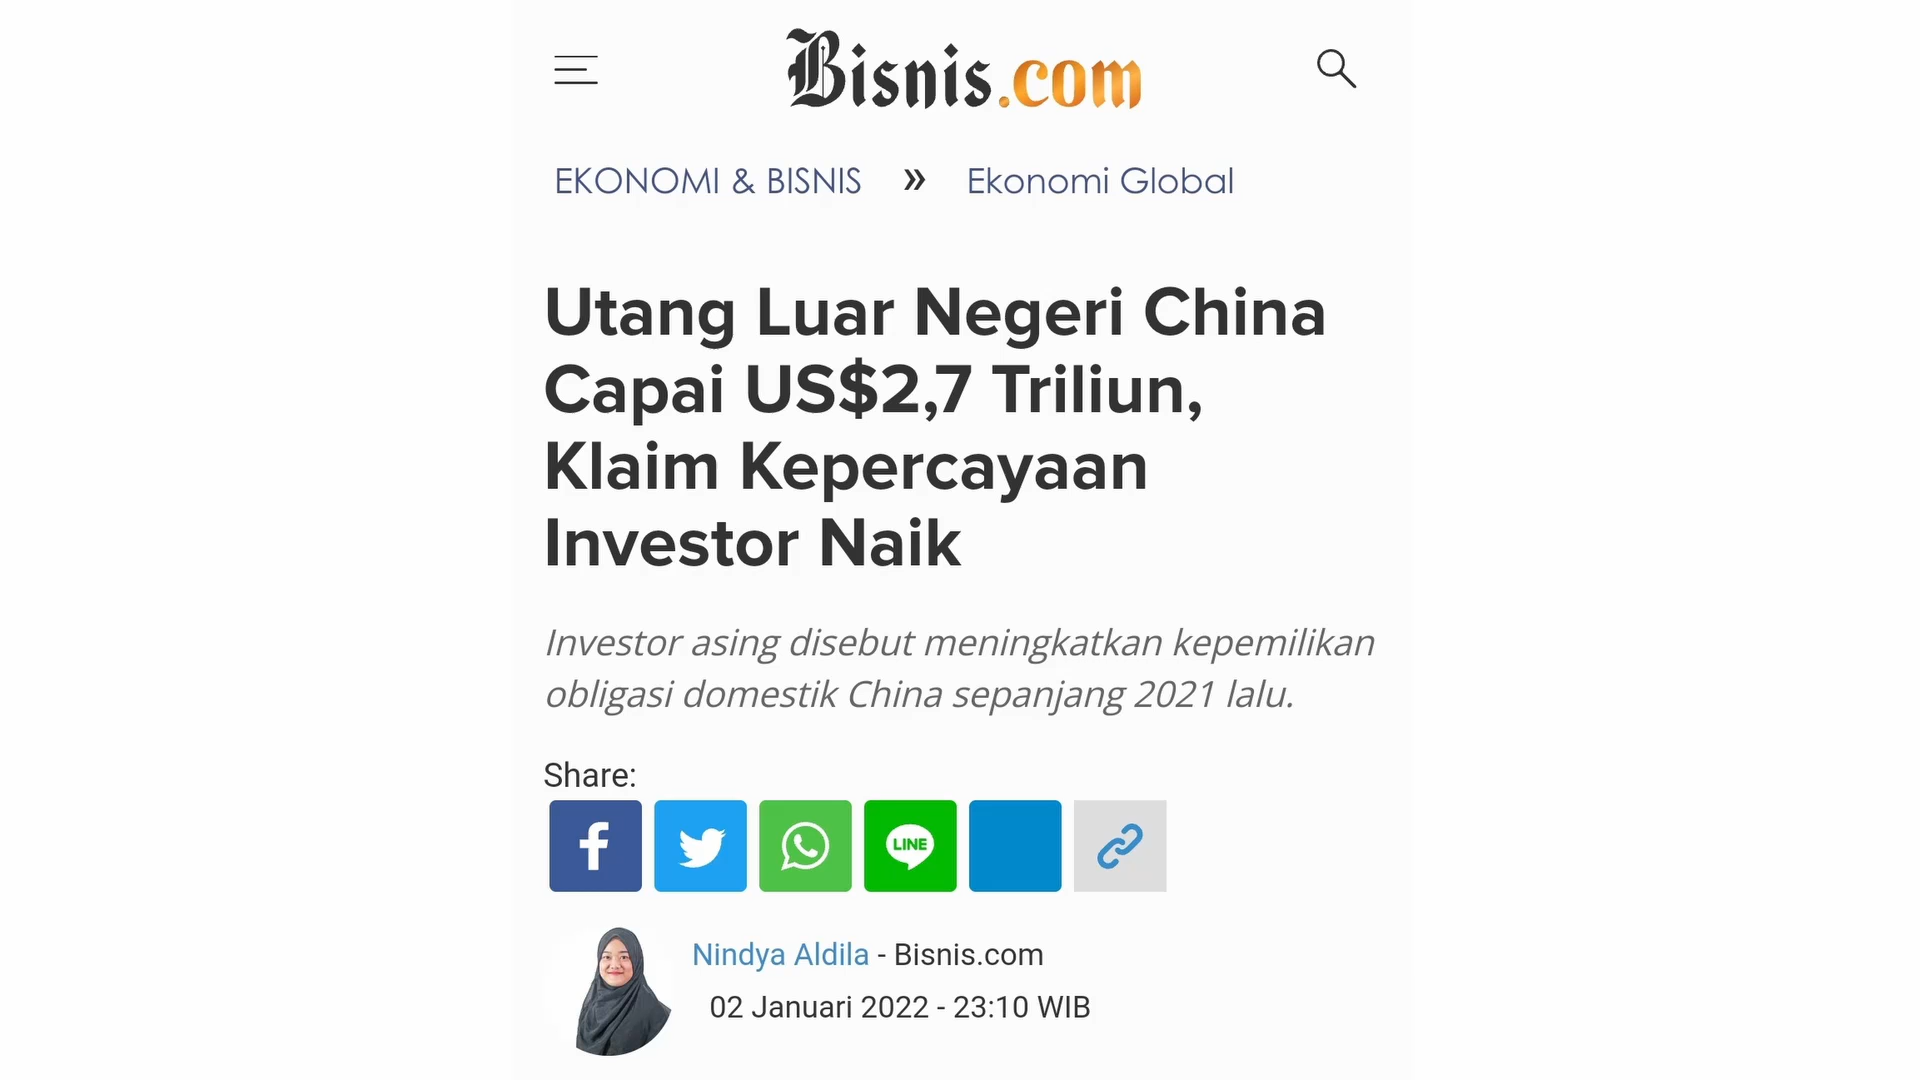 Bisnis.com
EKONOMI & BISNIS » Ekonomi Global
Utang Luar Negeri China
Capai US$2,7 Triliun,
Klaim Kepercayaan
Investor Naik
Investor asing disebut meningkatkan kepemilikan
obligasi domestik China sepanjang 2021 lalu.
Share:
LINE
Nindya Aldila - Bisnis.com
02 Januari 2022 - 23:10 WIB